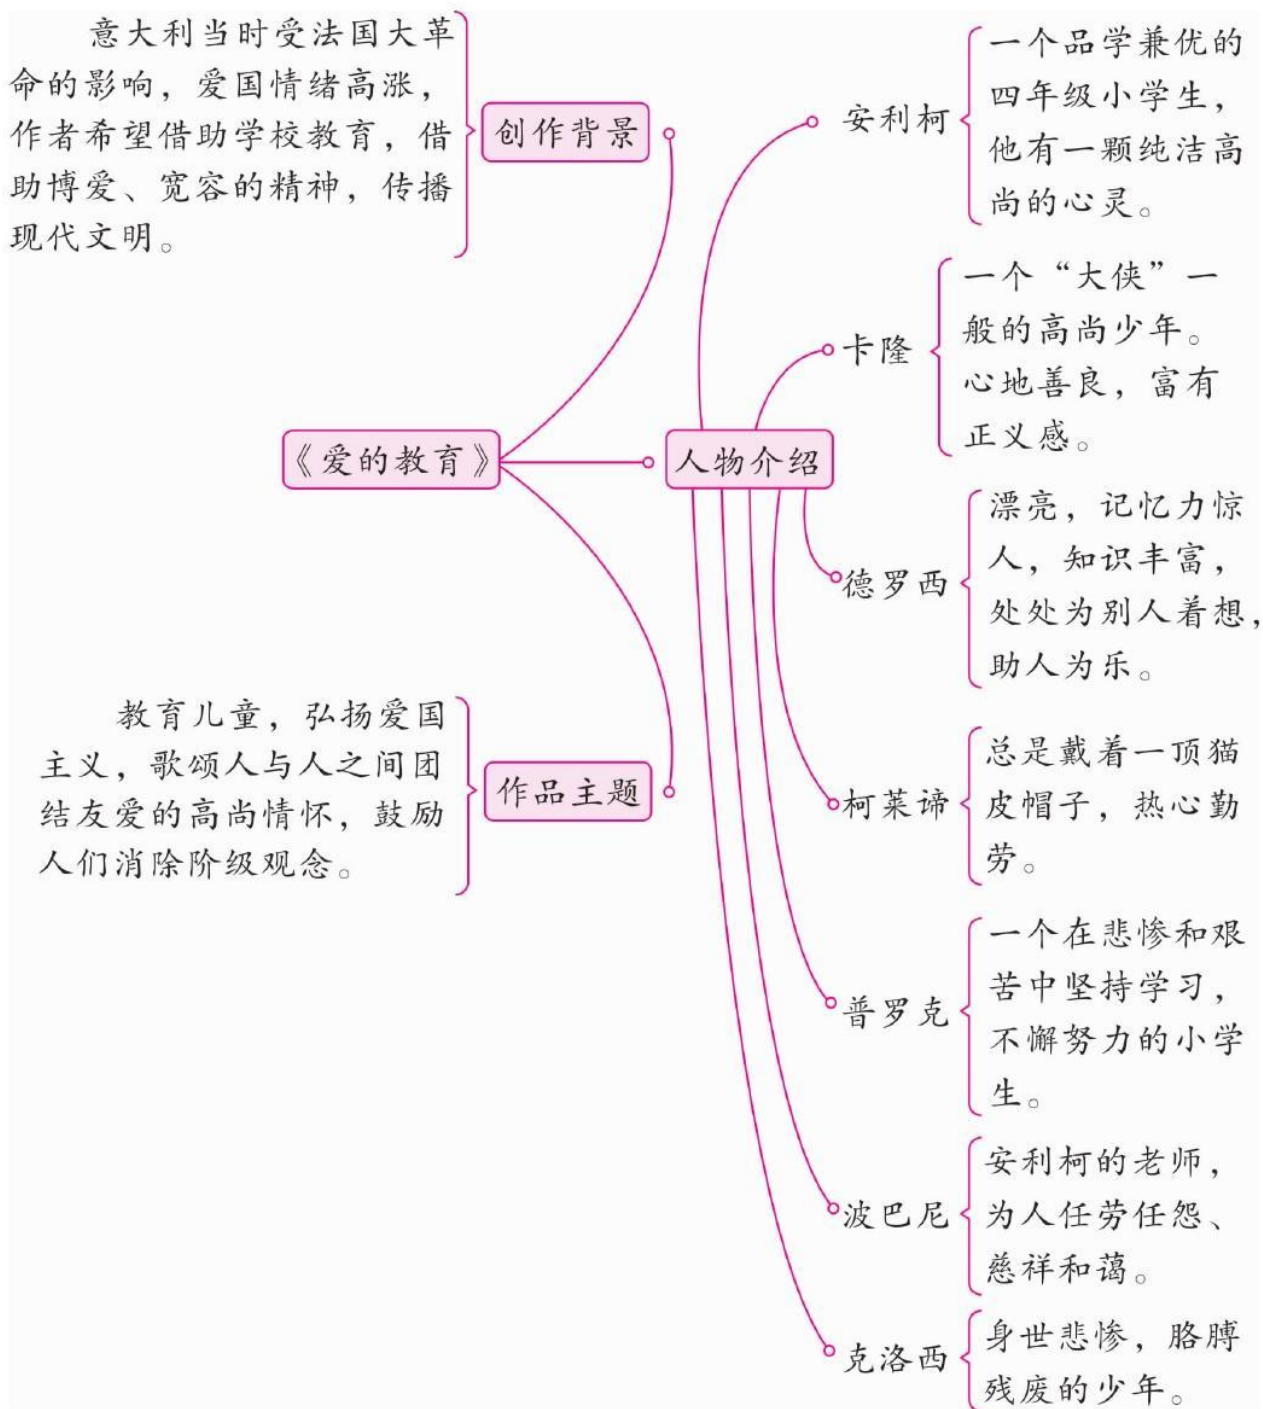 意大利当时受法国大革
命的影响，爱国情绪高涨，
作者希望借助学校教育，借
助博爱、宽容的精神，传播
现代文明。
创作背景
《爱的教育》
教育儿童，弘扬爱国
主义，歌颂人与人之间团
结友爱的高尚情怀，鼓励
人们消除阶级观念。
作品主题
人物介绍
安利柯
一个品学兼优的
四年级小学生，
他有一颗纯洁高
尚的心灵。
卡隆
一个“大侠”一
般的高尚少年。
心地善良，富有
正义感。
德罗西
漂亮，记忆力惊
人，知识丰富，
处处为别人着想，
助人为乐。
柯莱谛
总是戴着一顶猫
皮帽子，热心勤
劳。
普罗克
一个在悲惨和艰
苦中坚持学习，
不懈努力的小学
生。
波巴尼
安利柯的老师，
为人任劳任怨、
慈祥和蔼。
克洛西
身世悲惨，胳膊
残废的少年。